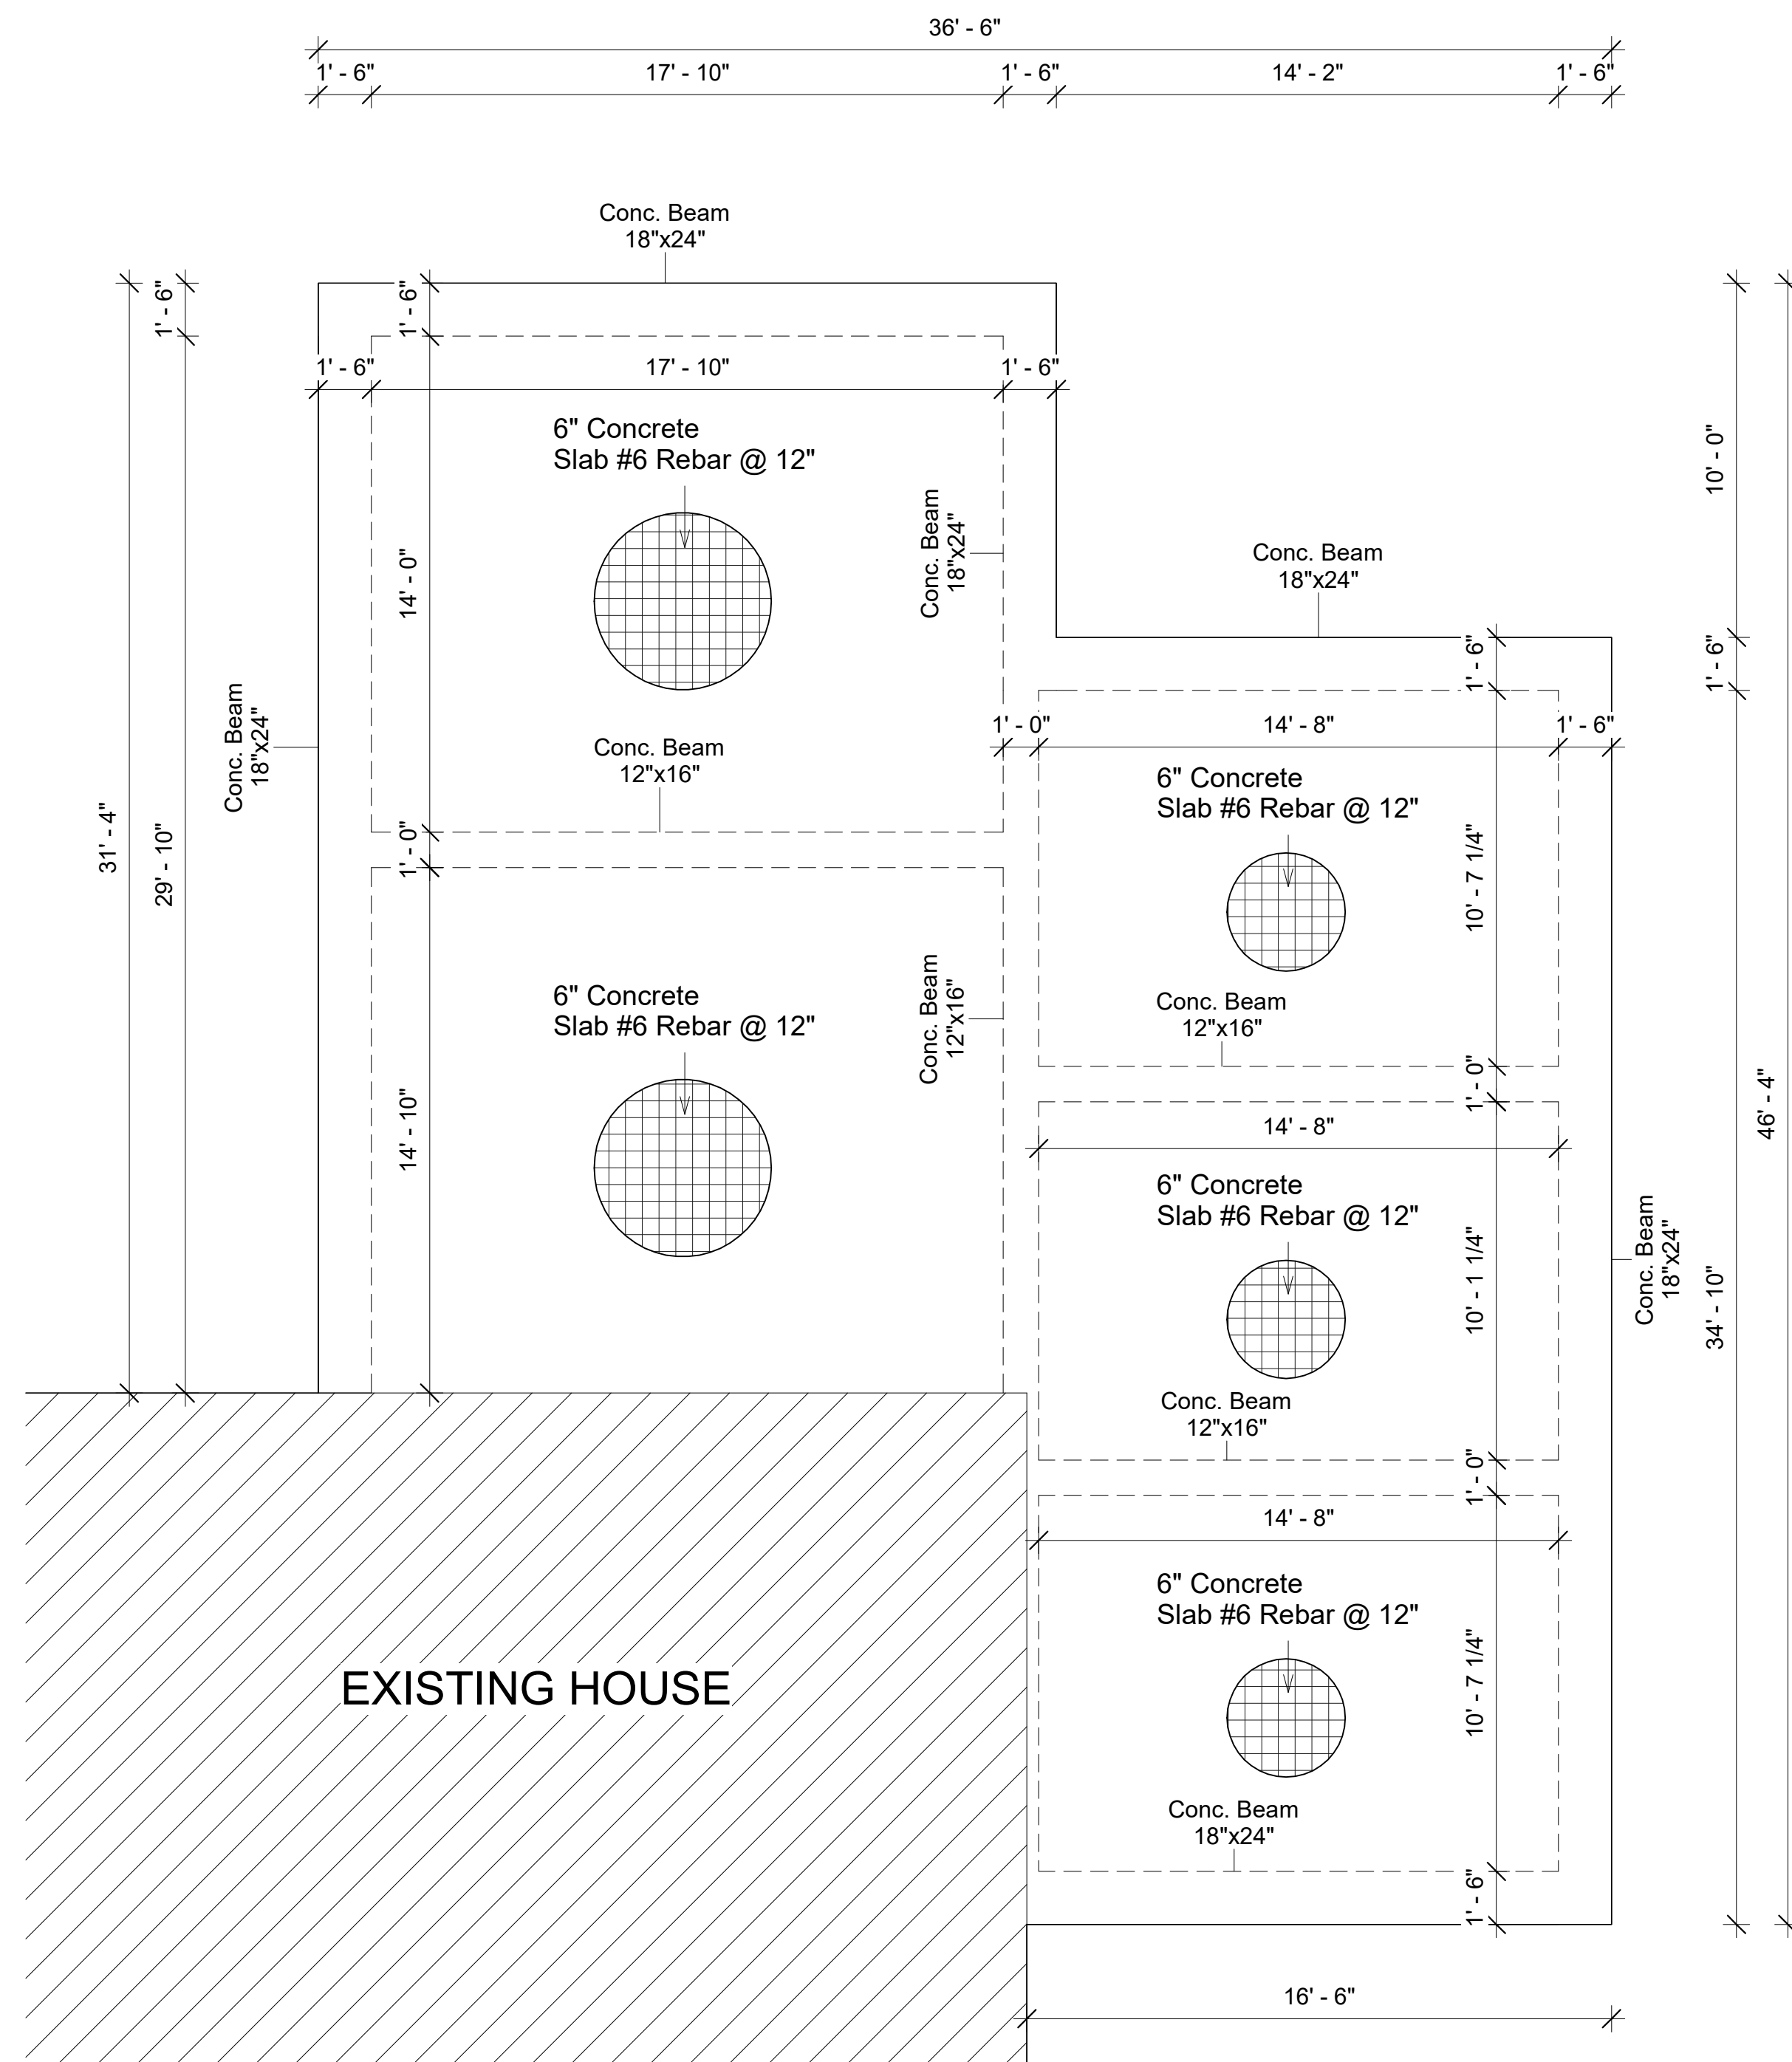 36' - 6"
1' - 6"
17' - 10"
1' - 6"
14' - 2"
1' - 6"
Conc. Beam
18"x24"
1' - 6"
1' - 6"
1' - 6"
17' - 10"
1' - 6"
6" Concrete
Slab #6 Rebar @ 12"
10' - 0"
Conc. Beam
18"x24"
14' - 0"
Conc. Beam
18"x24"
1' - 6"
1' - 6"
Conc. Beam
18"x24"
1' - 0"
14' - 8"
1' - 6"
Conc. Beam
12"x16"
6" Concrete
Slab #6 Rebar @ 12"
31' - 4"
29' - 10"
1' - 0"
10' - 7 1/4"
6" Concrete
Slab #6 Rebar @ 12"
Conc. Beam
12"x16"
Conc. Beam
12"x16"
1' - 0"
46' - 4"
14' - 10"
14' - 8"
6" Concrete
Slab #6 Rebar @ 12"
10' - 1 1/4"
Conc. Beam
18"x24"
34' - 10"
Conc. Beam
12"x16"
1' - 0"
14' - 8"
6" Concrete
Slab #6 Rebar @ 12"
EXISTING HOUSE
10' - 7 1/4"
Conc. Beam
18"x24"
1' - 6"
16' - 6"